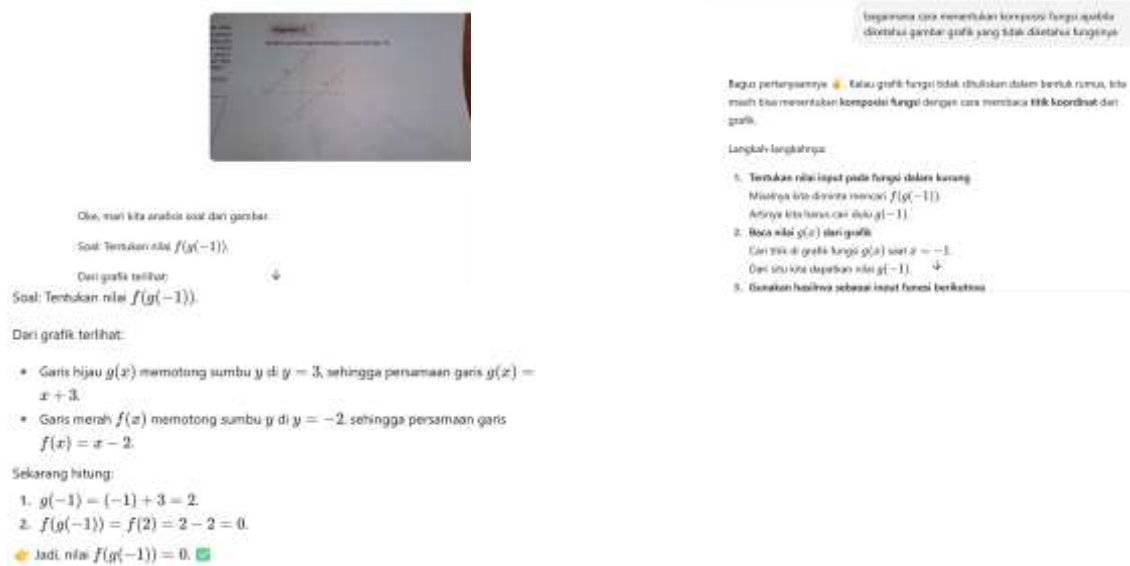 Oke, mari kita analisis soal dari gambar.
Soal: Tentukan nilai f(g(−1)).
Dari grafik terlihat:
Soal: Tentukan nilai f(g(−1)).
Dari grafik terlihat:
• Garis hijau g(x) memotong sumbu y di y = 3, sehingga persamaan garis g(x) =
x + 3.
• Garis merah f(x) memotong sumbu y di y = −2, sehingga persamaan garis
f(x) = x − 2.
Sekarang hitung:
1. g(−1) = (−1) + 3 = 2.
2. f(g(−1)) = f(2) = 2 − 2 = 0.
👉 Jadi, nilai f(g(−1)) = 0. ✅
bagaimana cara menentukan komposisi fungsi apabila
diketahui gambar grafik yang tidak diketahui fungsinya
Bagus pertanyaannya 👍. Kalau grafik fungsi tidak dituliskan dalam bentuk rumus, kita
masih bisa menentukan komposisi fungsi dengan cara membaca titik koordinat dari
grafik.
Langkah-langkahnya:
1. Tentukan nilai input pada fungsi dalam kurung
Misalnya kita diminta mencari f(g(−1)).
Artinya kita harus cari dulu g(−1).
2. Baca nilai g(x) dari grafik
Cari titik di grafik fungsi g(x) saat x = −1.
Dari situ kita dapatkan nilai g(−1).
3. Gunakan hasilnya sebagai input fungsi berikutnya